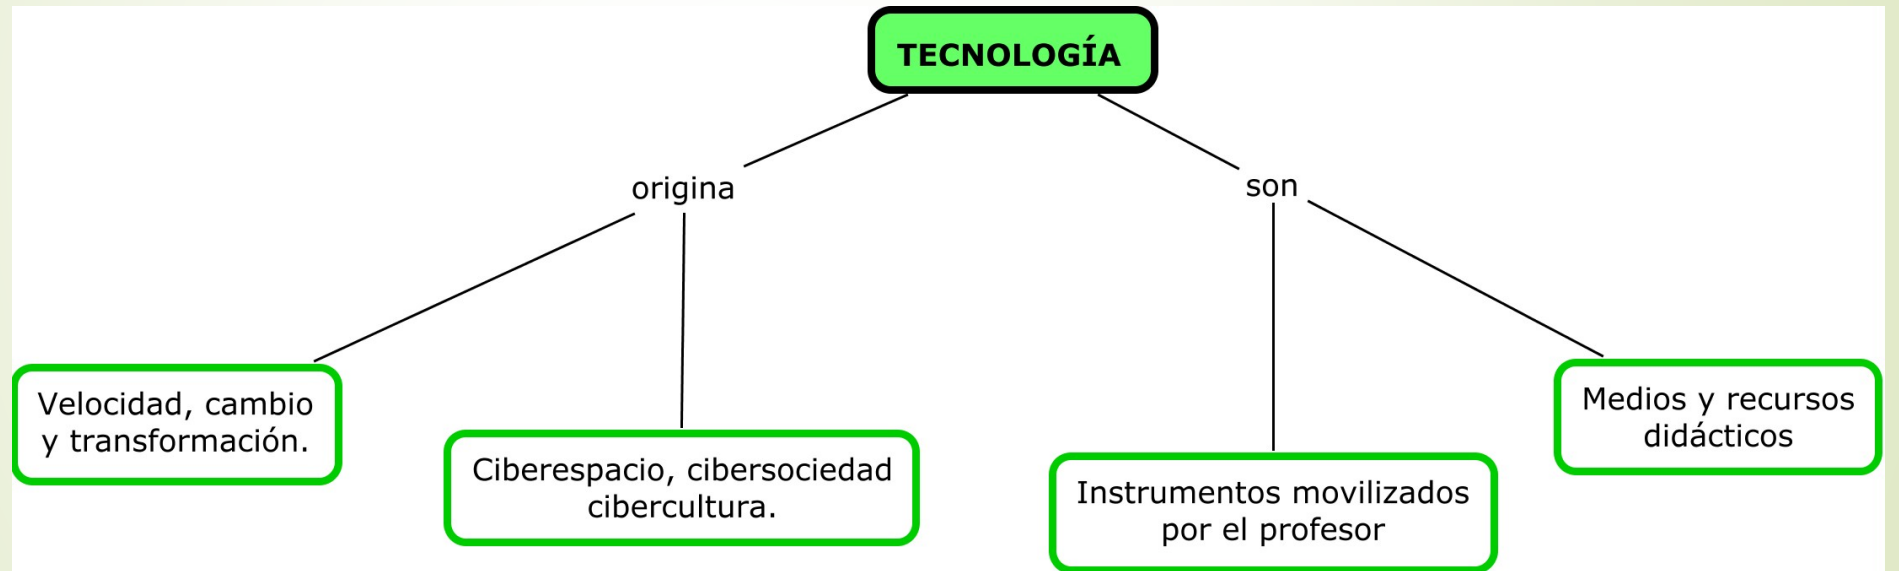 TECNOLOGÍA
origina
son
Velocidad, cambio
y transformación.
Ciberespacio, cibersociedad
cibercultura.
Instrumentos movilizados
por el profesor
Medios y recursos
didácticos